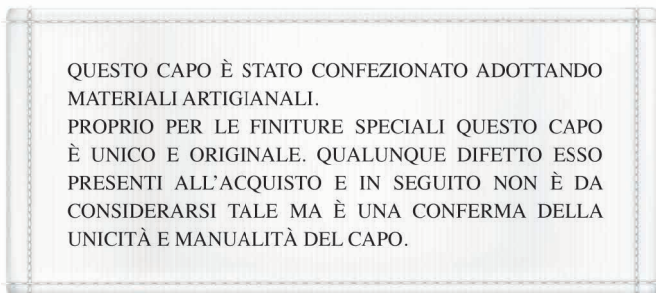 QUESTO CAPO È STATO CONFEZIONATO ADOTTANDO
MATERIALI ARTIGIANALI.
PROPRIO PER LE FINITURE SPECIALI QUESTO CAPO
È UNICO E ORIGINALE. QUALUNQUE DIFETTO ESSO
PRESENTI ALL'ACQUISTO E IN SEGUITO NON È DA
CONSIDERARSI TALE MA È UNA CONFERMA DELLA
UNICITÀ E MANUALITÀ DEL CAPO.